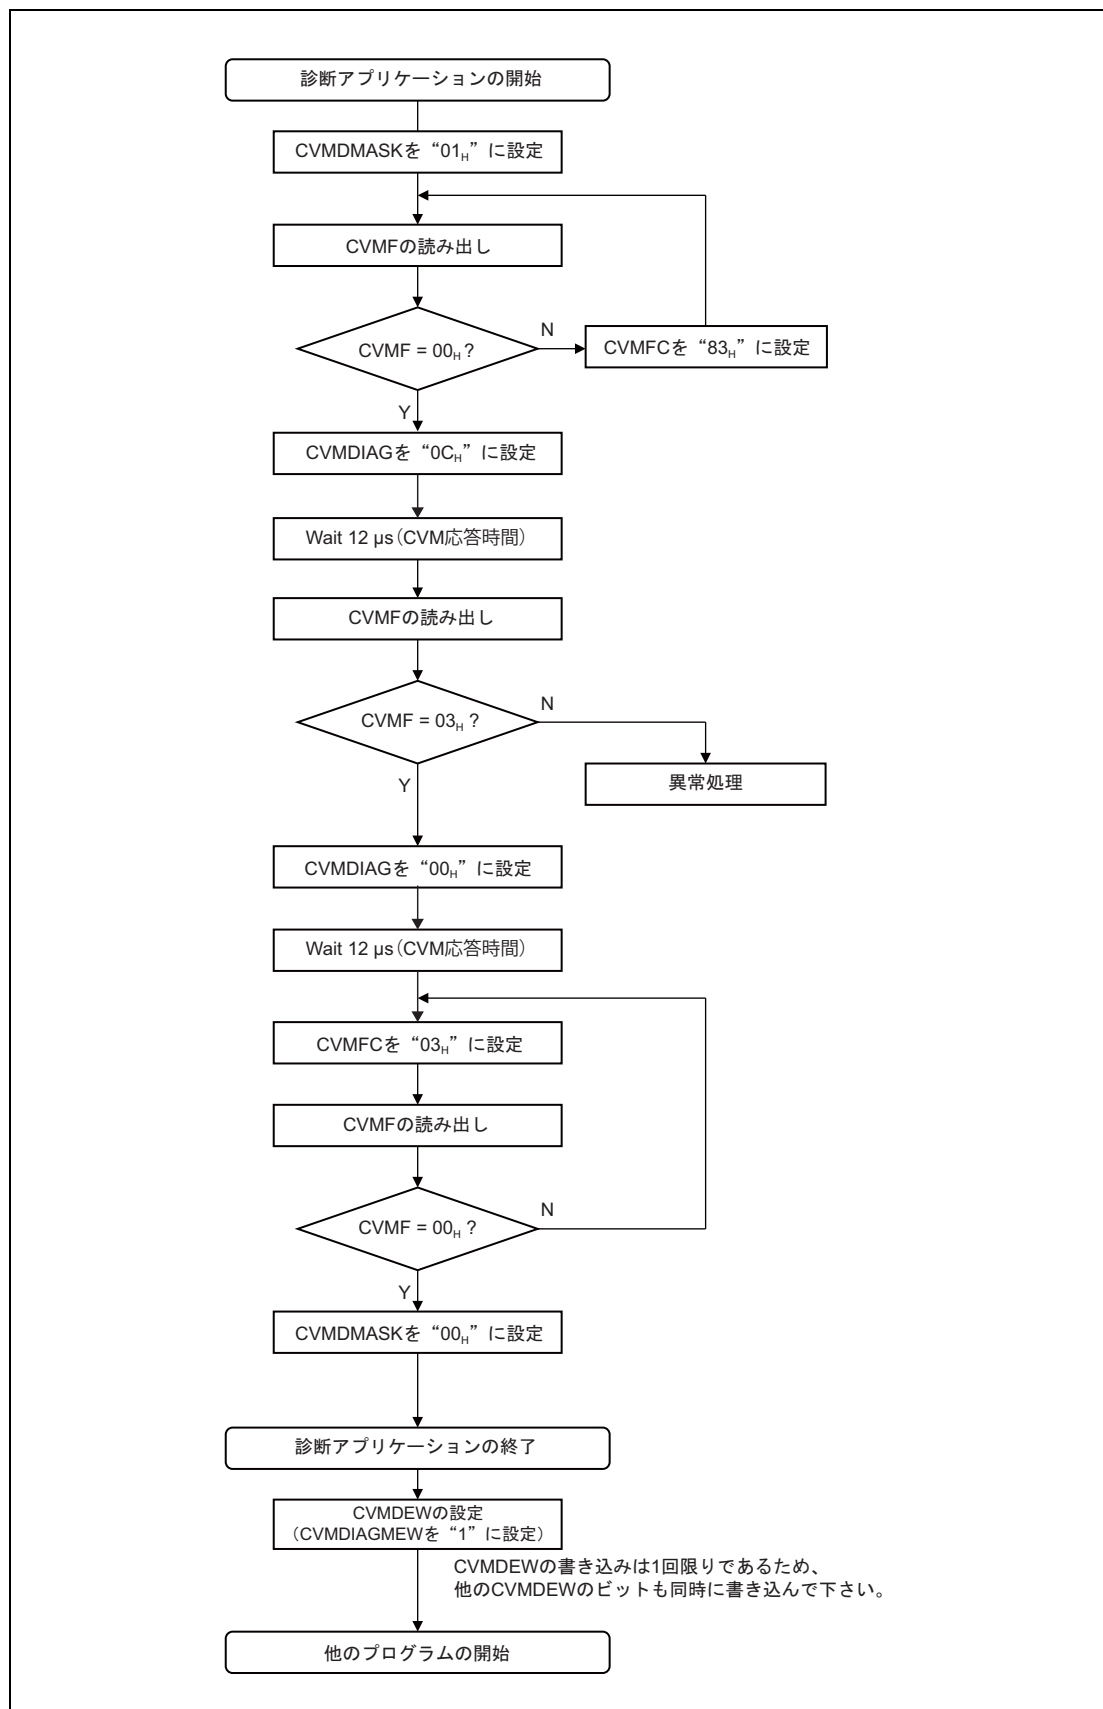 診断アプリケーションの開始
CVMDMASKを“01H”に設定
CVMFの読み出し
CVMF = 00H ?
N
CVMFCを“83H”に設定
Y
CVMDIAGを“0CH”に設定
Wait 12 µs（CVM応答時間）
CVMFの読み出し
CVMF = 03H ?
N
異常処理
Y
CVMDIAGを“00H”に設定
Wait 12 µs（CVM応答時間）
CVMFCを“03H”に設定
CVMFの読み出し
CVMF = 00H ?
N
Y
CVMDMASKを“00H”に設定
診断アプリケーションの終了
CVMDEWの設定
（CVMDIAGMEWを“1”に設定）
CVMDEWの書き込みは1回限りであるため、
他のCVMDEWのビットも同時に書き込んで下さい。
他のプログラムの開始